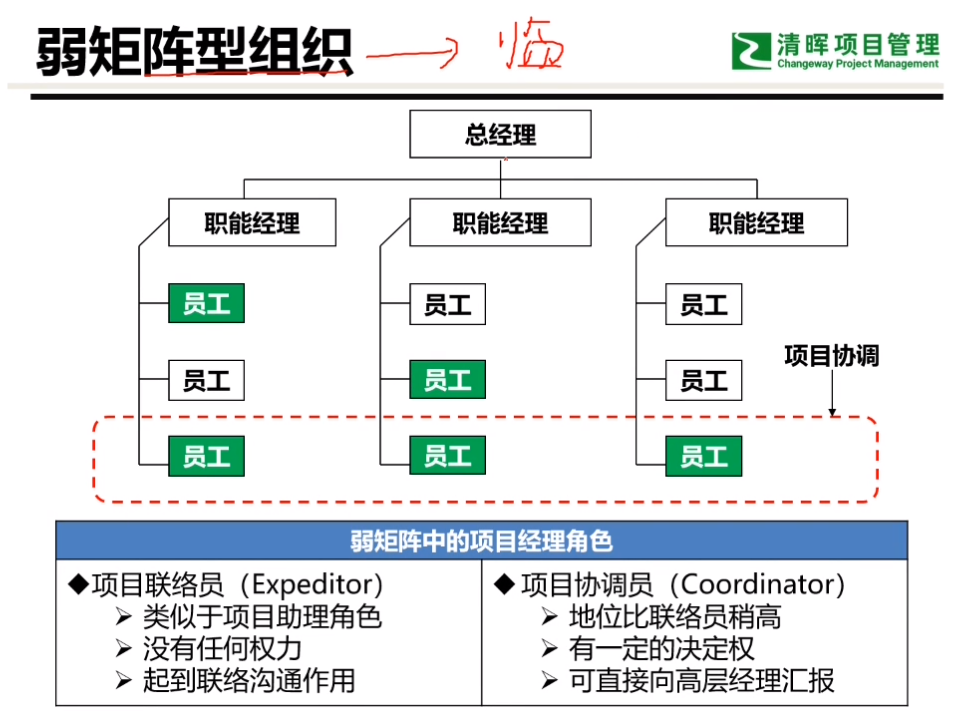 弱矩阵型组织
临
清晖项目管理
Changeway Project Management
总经理
职能经理 职能经理 职能经理
员工 员工 员工
项目协调
员工 员工 员工
员工 员工 员工
弱矩阵中的项目经理角色
◆项目联络员（Expeditor）
➢ 类似于项目助理角色
➢ 没有任何权力
➢ 起到联络沟通作用
◆ 项目协调员（Coordinator）
➢ 地位比联络员稍高
➢ 有一定的决定权
➢ 可直接向高层经理汇报